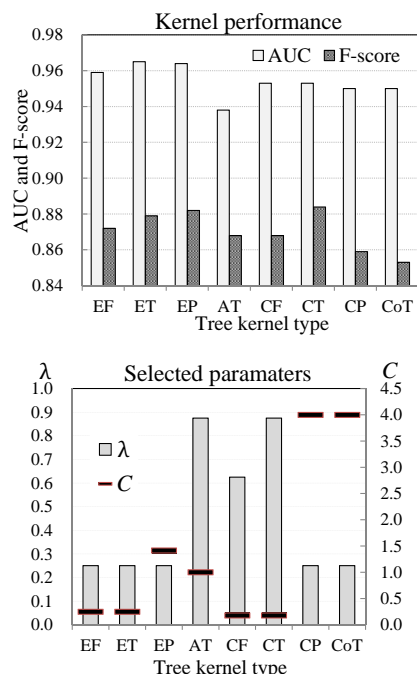 Kernel performance
AUC F-score
0.98
0.96
0.94
0.92
0.90
0.88
0.86
0.84
AUC and F-score
EF ET EP AT CF CT CP CoT
Tree kernel type
λ Selected paramaters C
1.0
0.9
0.8
0.7
0.6
0.5
0.4
0.3
0.2
0.1
0.0
λ
C
4.5
4.0
3.5
3.0
2.5
2.0
1.5
1.0
0.5
0.0
EF ET EP AT CF CT CP CoT
Tree kernel type